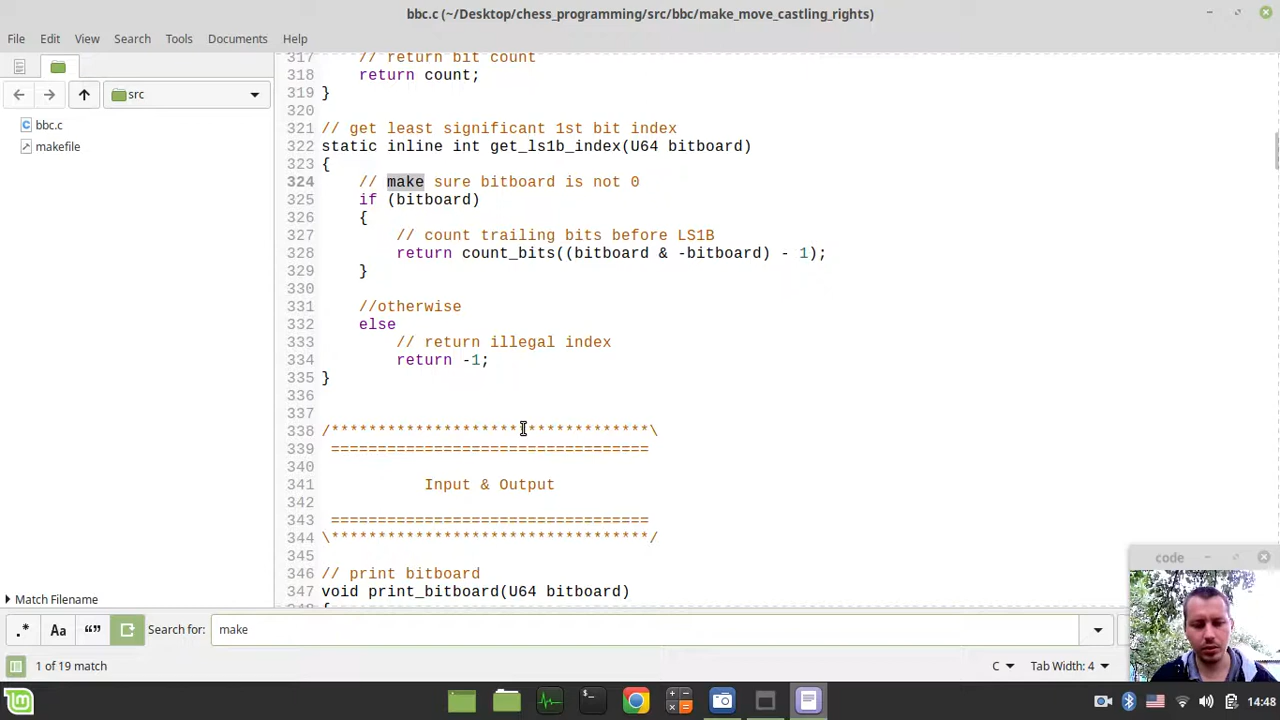 bbc.c (~/Desktop/chess_programming/src/bbc/make_move_castling_rights)
File Edit View Search Tools Documents Help
src
bbc.c
makefile
317 // return bit count
318 return count;
319 }
320
321 // get least significant 1st bit index
322 static inline int get_ls1b_index(U64 bitboard)
323 {
324 // make sure bitboard is not 0
325 if (bitboard)
326 {
327 // count trailing bits before LS1B
328 return count_bits((bitboard & -bitboard) - 1);
329 }
330
331 //otherwise
332 else
333 // return illegal index
334 return -1;
335 }
336
337
338 /**********************************\
339 ==================================
340
341 Input & Output
342
343 ==================================
344 \**********************************/
345
346 // print bitboard
347 void print_bitboard(U64 bitboard)
348 {
Match Filename
.* Aa “” Search for: make
1 of 19 match
C Tab Width: 4
code
14:48